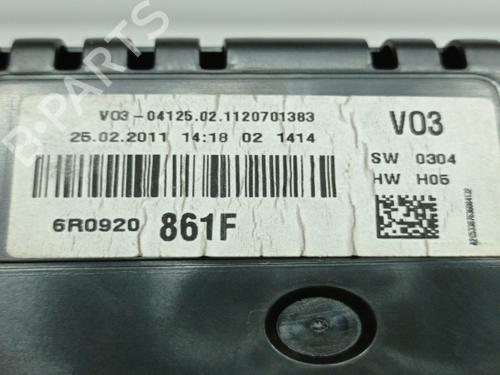 V03-04125.02.1120701383
25.02.2011 14:18 02 1414
6R0920 861F
V03
SW 0304
HW H05
B-PARTS